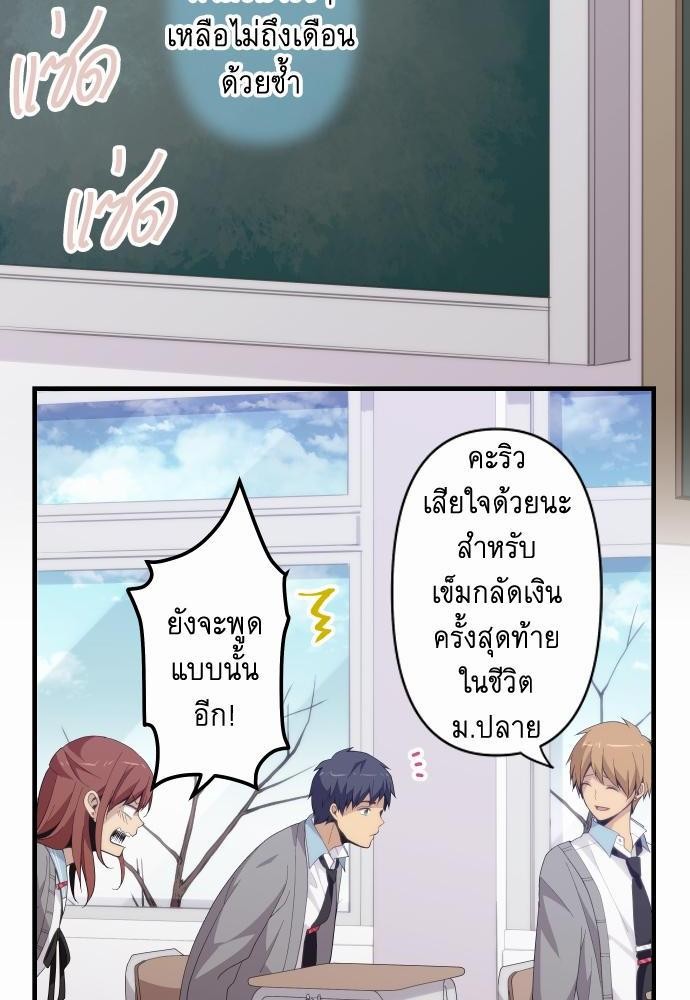 เหลือไม่ถึงเดือน
ด้วยซ้ำ
แซ่ด
แซ่ด
คะริว
เสียใจด้วยนะ
สำหรับ
เข็มกลัดเงิน
ครั้งสุดท้าย
ในชีวิต
ม.ปลาย
ยังจะพูด
แบบนั้น
อีก!